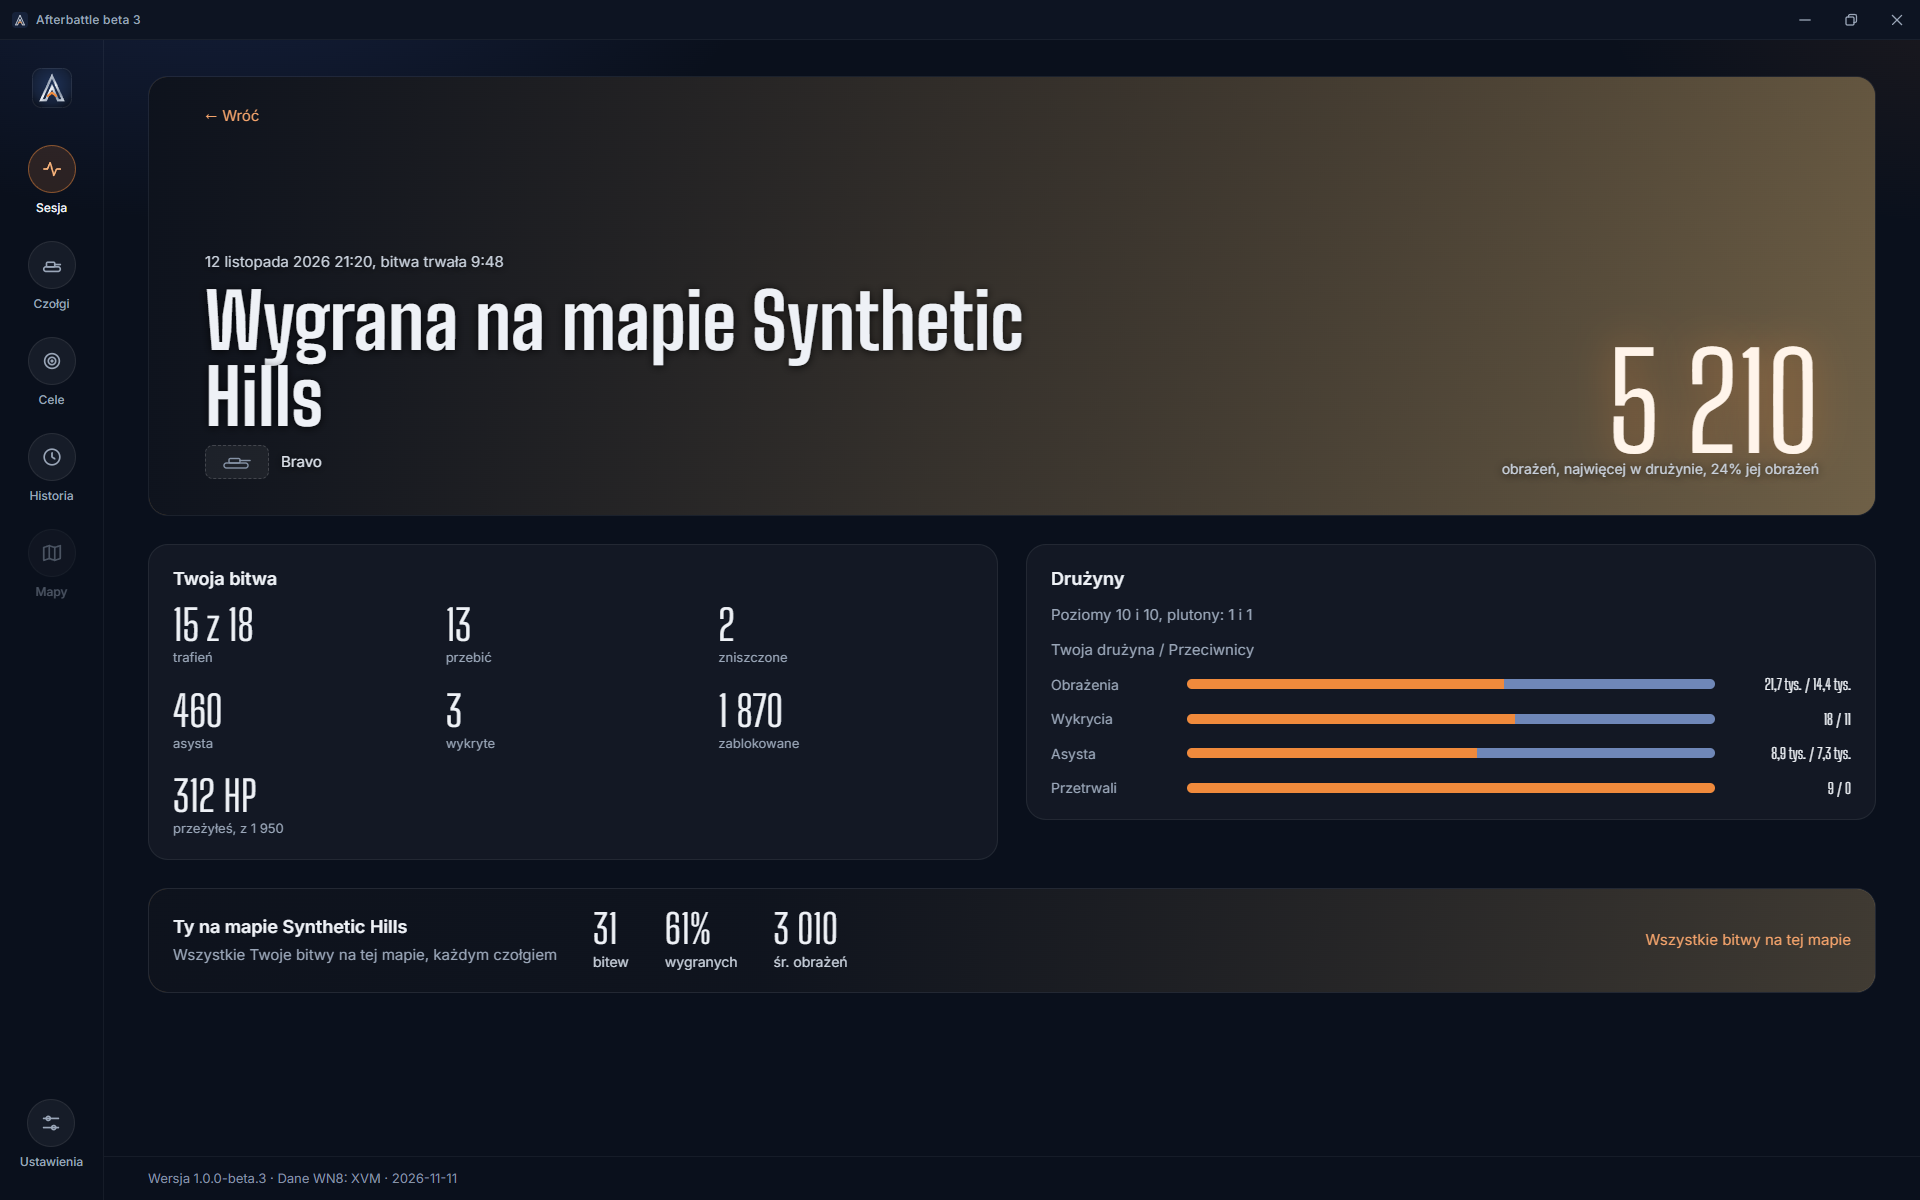 Afterbattle beta 3
← Wróć
Sesja
Czołgi
Cele
Historia
Mapy
Ustawienia
12 listopada 2026 21:20, bitwa trwała 9:48
Wygrana na mapie Synthetic
Hills
Bravo
5 210
obrażeń, najwięcej w drużynie, 24% jej obrażeń
Twoja bitwa
15 z 18
trafień
13
przebić
2
zniszczone
460
asysta
3
wykryte
1 870
zablokowane
312 HP
przeżyłeś, z 1 950
Drużyny
Poziomy 10 i 10, plutony: 1 i 1
Twoja drużyna / Przeciwnicy
Obrażenia 21,7 tys. / 14,4 tys.
Wykrycia 18 / 11
Asysta 8,9 tys. / 7,3 tys.
Przetrwali 9 / 0
Ty na mapie Synthetic Hills
Wszystkie Twoje bitwy na tej mapie, każdym czołgiem
31
bitew
61%
wygranych
3 010
śr. obrażeń
Wszystkie bitwy na tej mapie
Wersja 1.0.0-beta.3 · Dane WN8: XVM · 2026-11-11